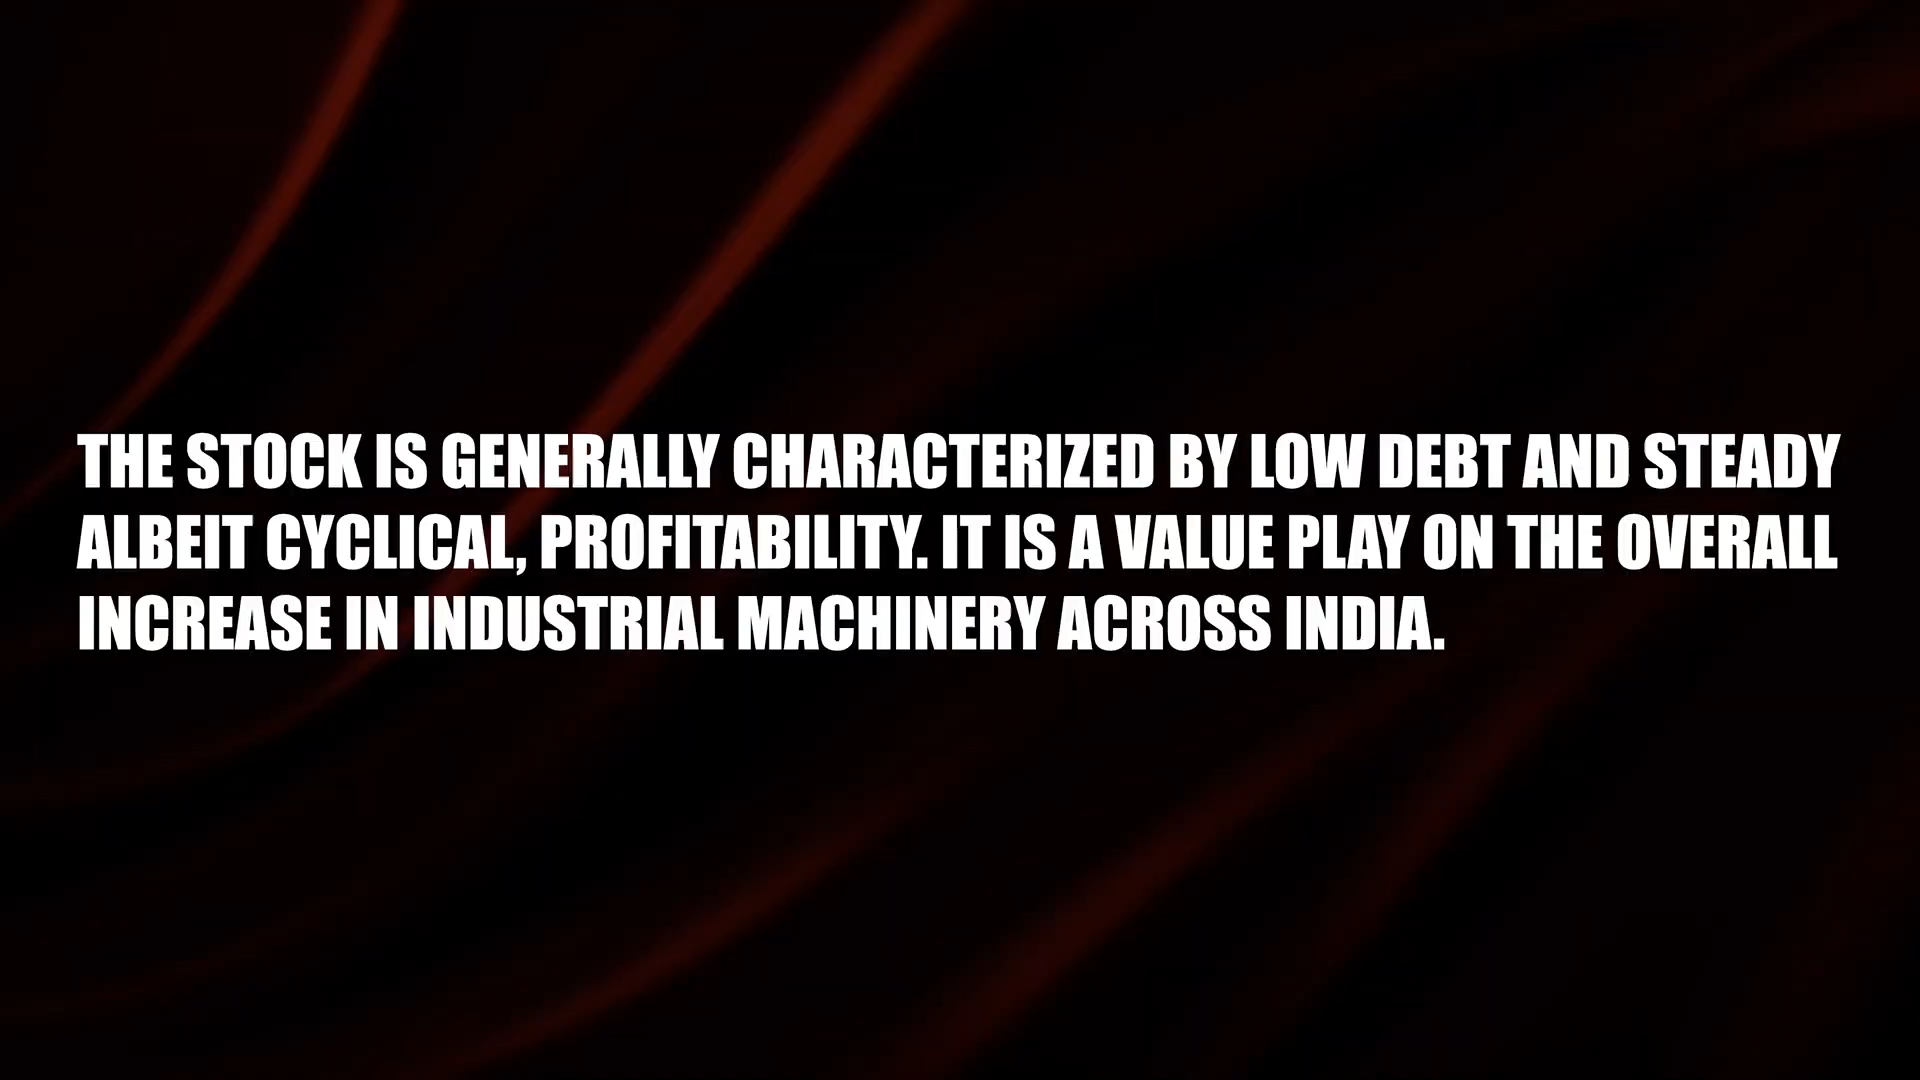 THE STOCK IS GENERALLY CHARACTERIZED BY LOW DEBT AND STEADY
ALBEIT CYCLICAL, PROFITABILITY. IT IS A VALUE PLAY ON THE OVERALL
INCREASE IN INDUSTRIAL MACHINERY ACROSS INDIA.